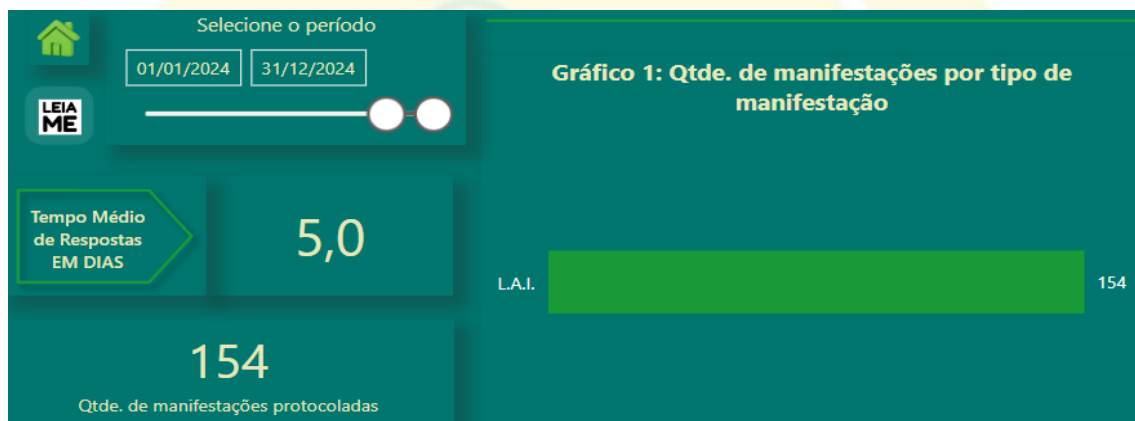 Selecione o período
01/01/2024 31/12/2024
LEIA
ME
Tempo Médio
de Respostas
EM DIAS
5,0
154
Qtde. de manifestações protocoladas
Gráfico 1: Qtde. de manifestações por tipo de
manifestação
L.A.I. 154